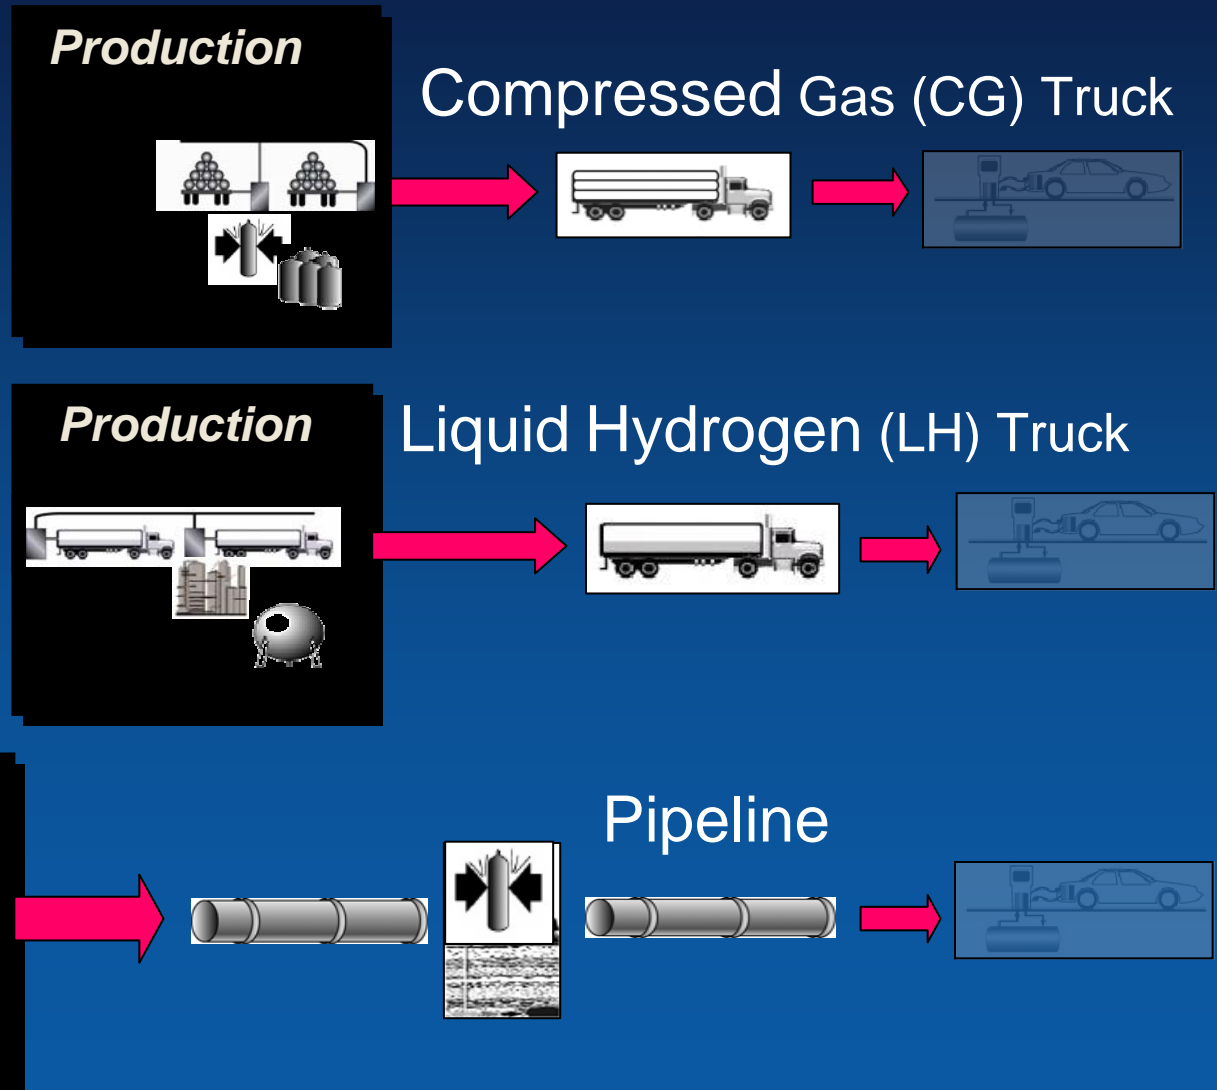 Production
Compressed Gas (CG) Truck
Production
Liquid Hydrogen (LH) Truck
Pipeline